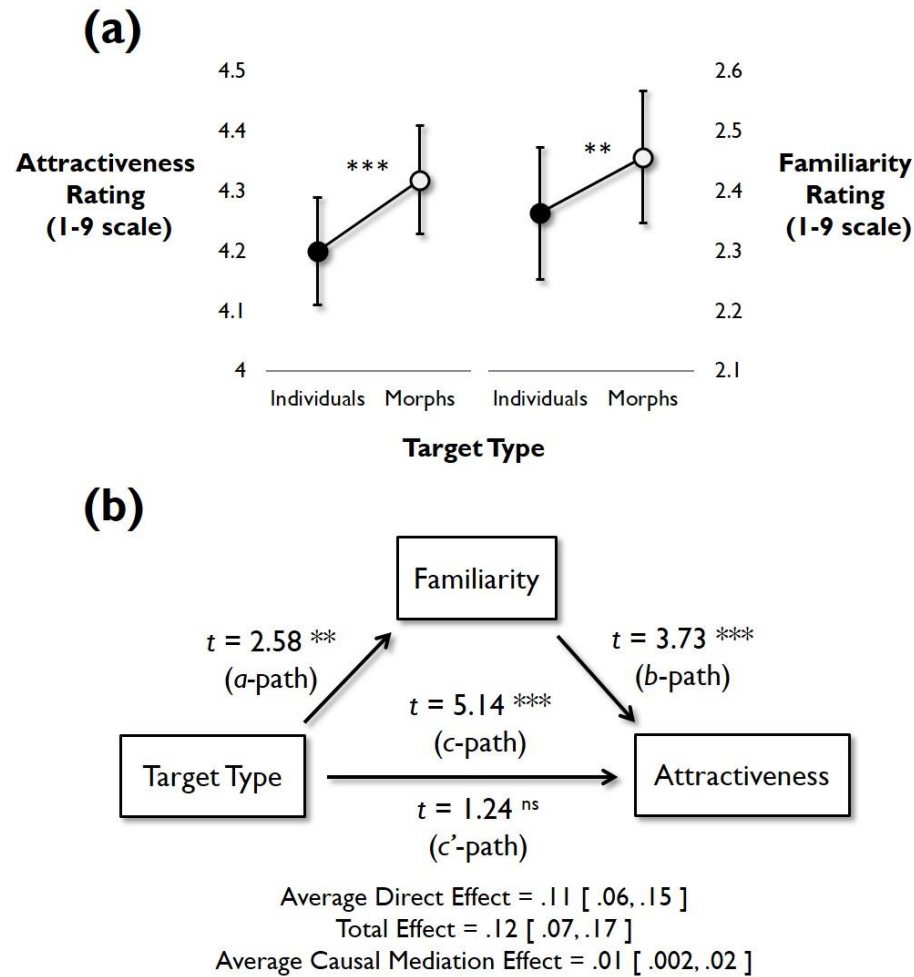 (a)
4.5
4.4
4.3
4.2
4.1
4
Attractiveness
Rating
(1-9 scale)
***
**
2.6
2.5
2.4
2.3
2.2
2.1
Familiarity
Rating
(1-9 scale)
Individuals Morphs
Individuals Morphs
Target Type
(b)
Familiarity
t = 2.58 **
(a-path)
t = 3.73 ***
(b-path)
t = 5.14 ***
(c-path)
Target Type
Attractiveness
t = 1.24 ns
(c’-path)
Average Direct Effect = .11 [ .06, .15 ]
Total Effect = .12 [ .07, .17 ]
Average Causal Mediation Effect = .01 [ .002, .02 ]